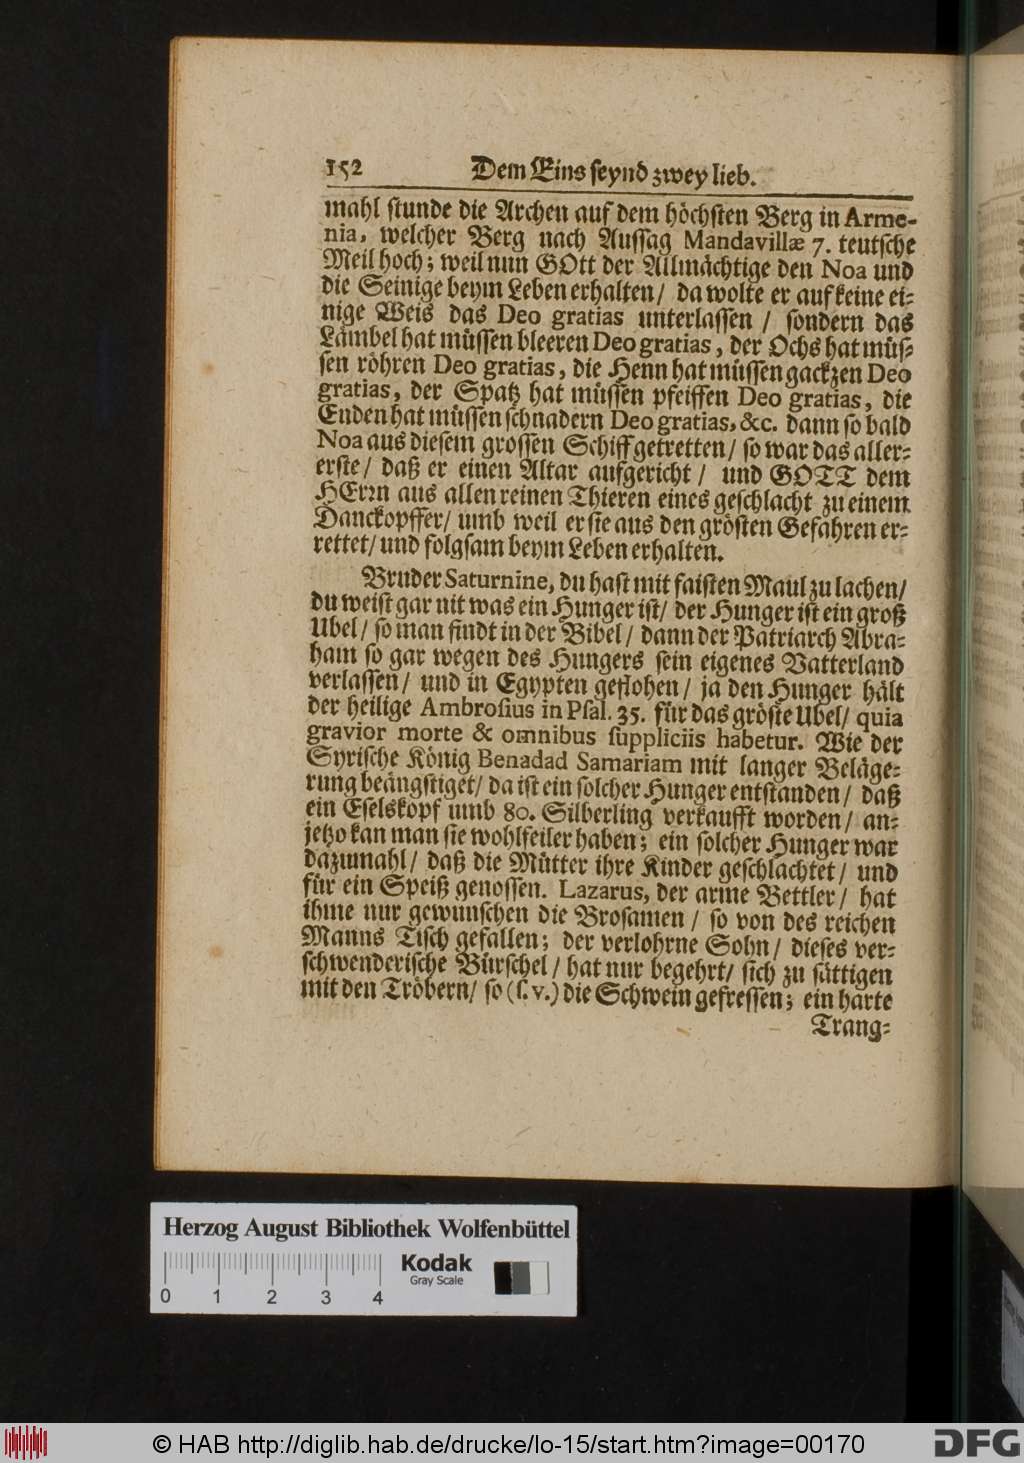 152 Dem Eins seynd zwey lieb.
mahl stunde die Archen auf dem höchsten Berg in Arme-
nia, welcher Berg nach Aussag Mandavillæ 7. teutsche
Meil hoch; weil nun GOtt der Allmächtige den Noa und
die Seinige beym Leben erhalten/ da wolte er auf keine ei-
nige Weis das Deo gratias unterlassen / sondern das
Lämbel hat müssen bleeren Deo gratias, der Ochs hat müs-
sen röhren Deo gratias, die Henn hat müssen gackzen Deo
gratias, der Spatz hat müssen pfeiffen Deo gratias, die
Enden hat müssen schnadern Deo gratias, &c. dann so bald
Noa aus diesem grossen Schiff getretten/ so war das aller-
erste/ daß er einen Altar aufgericht / und GOTT dem
HErrn aus allen reinen Thieren eines geschlacht zu einem
Danckopffer/ umb weil er sie aus den grösten Gefahren er-
rettet/ und folgsam beym Leben erhalten.
Bruder Saturnine, du hast mit faisten Maul zu lachen/
du weist gar nit was ein Hunger ist/ der Hunger ist ein groß
Ubel/ so man findt in der Bibel/ dann der Patriarch Abra-
ham so gar wegen des Hungers sein eigenes Vatterland
verlassen/ und in Egypten geflohen/ ja den Hunger hält
der heilige Ambrosius in Psal. 35. für das gröste Ubel/ quia
gravior morte & omnibus suppliciis habetur. Wie der
Syrische König Benadad Samariam mit langer Beläge-
rung beängstiget/ da ist ein solcher Hunger entstanden/ daß
ein Eselskopf umb 80. Silberling verkaufft worden/ an-
jetzo kan man sie wohlfeiler haben; ein solcher Hunger war
dazumahl/ daß die Mütter ihre Kinder geschlachtet/ und
für ein Speiß genossen. Lazarus, der arme Bettler/ hat
ihme nur gewunschen die Brosamen/ so von des reichen
Manns Tisch gefallen; der verlohrne Sohn/ dieses ver-
schwenderische Bürschel/ hat nur begehrt/ sich zu sättigen
mit den Tröbern/ so (s. v.) die Schwein gefressen; ein harte
Trang-
Herzog August Bibliothek Wolfenbüttel
Kodak
Gray Scale
0 1 2 3 4
© HAB http://diglib.hab.de/drucke/lo-15/start.htm?image=00170
DFG